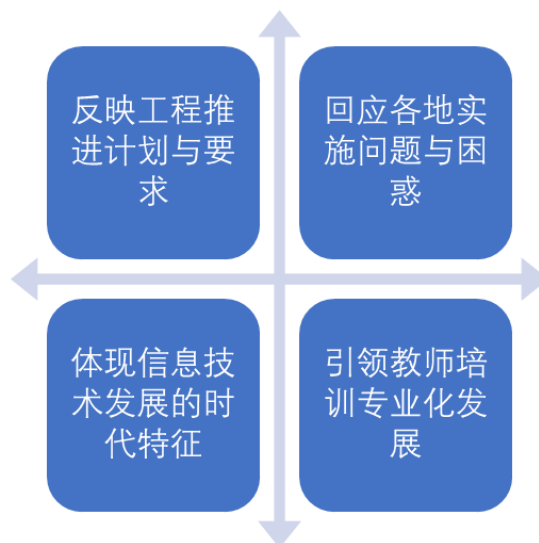 反映工程推
进计划与要
求
回应各地实
施问题与困
惑
体现信息技
术发展的时
代特征
引领教师培
训专业化发
展